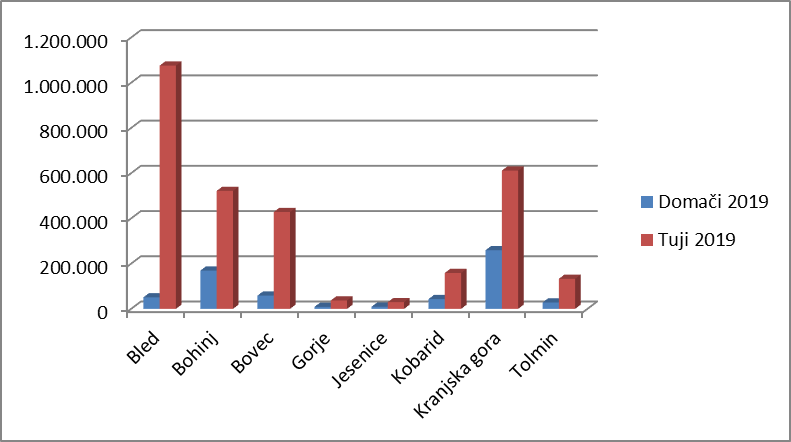 1.200.000
1.000.000
800.000
600.000
400.000
200.000
0
Bled
Bohinj
Bovec
Gorje
Jesenice
Kobarid
Kranjska gora
Tolmin
Domači 2019
Tuji 2019